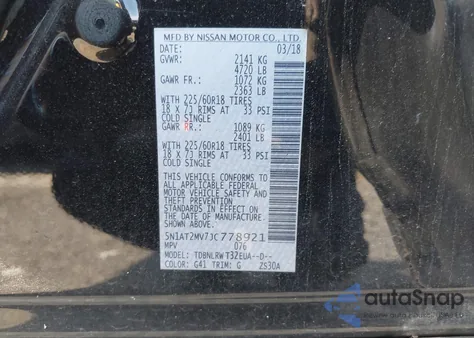 MFD BY NISSAN MOTOR CO., LTD.
DATE: 03/18
GVWR: 2141 KG
4720 LB
GAWR FR.: 1072 KG
2363 LB
WITH 225/60R18 TIRES
18 X 7J RIMS AT 33 PSI
COLD SINGLE
GAWR RR.: 1089 KG
2401 LB
WITH 225/60R18 TIRES
18 X 7J RIMS AT 33 PSI
COLD SINGLE
THIS VEHICLE CONFORMS TO ALL
APPLICABLE FEDERAL MOTOR
VEHICLE SAFETY AND
THEFT PREVENTION
STANDARDS IN EFFECT ON
THE DATE OF MANUFACTURE
SHOWN ABOVE.
5N1AT2MV7JC778921
MPV 076
MODEL: TDBNLRWT32EUA--D--
COLOR: G41 TRIM: G 2S30A
autoSnap